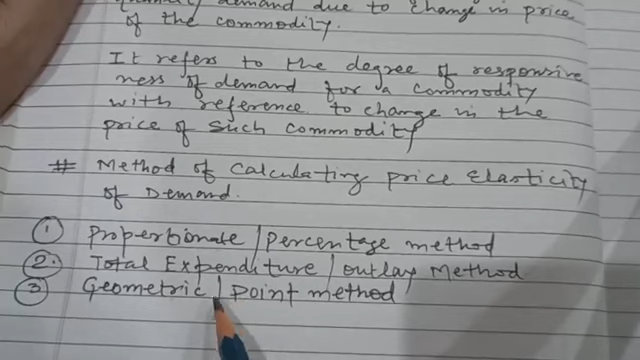 demand due to change in price
of the commodity.
It refers to the degree of responsive
ness of demand for a commodity
with reference to change in the
price of such commodity
# Method of Calculating price Elasticity
of Demand.
① Propertionate / percentage method
②. Total Expenditure / outlay Method
③ Geometric / point method